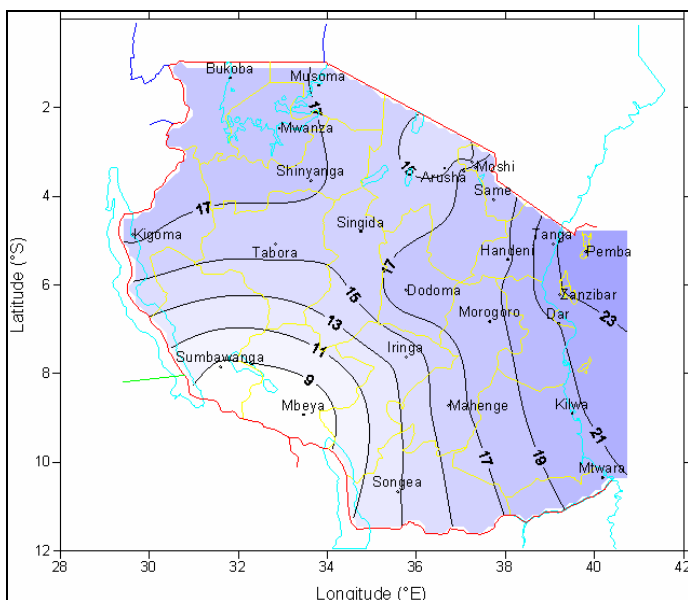 Bukoba
Musoma
2
17
Mwanza
15
Moshi
Arusha
Shinyanga
Same
17
4
Kigoma
Singida
Tanga
Tabora
Handeni
Pemba
17
Dodoma
15
6
Zanzibar
23
Morogoro
Dar
13
11
Iringa
Sumbawanga
8
9
Mbeya
Mahenge
Kilwa
21
17
19
10
Mtwara
Songea
12
28
30
32
34
36
38
40
42
Latitude (°S)
Longitude (°E)